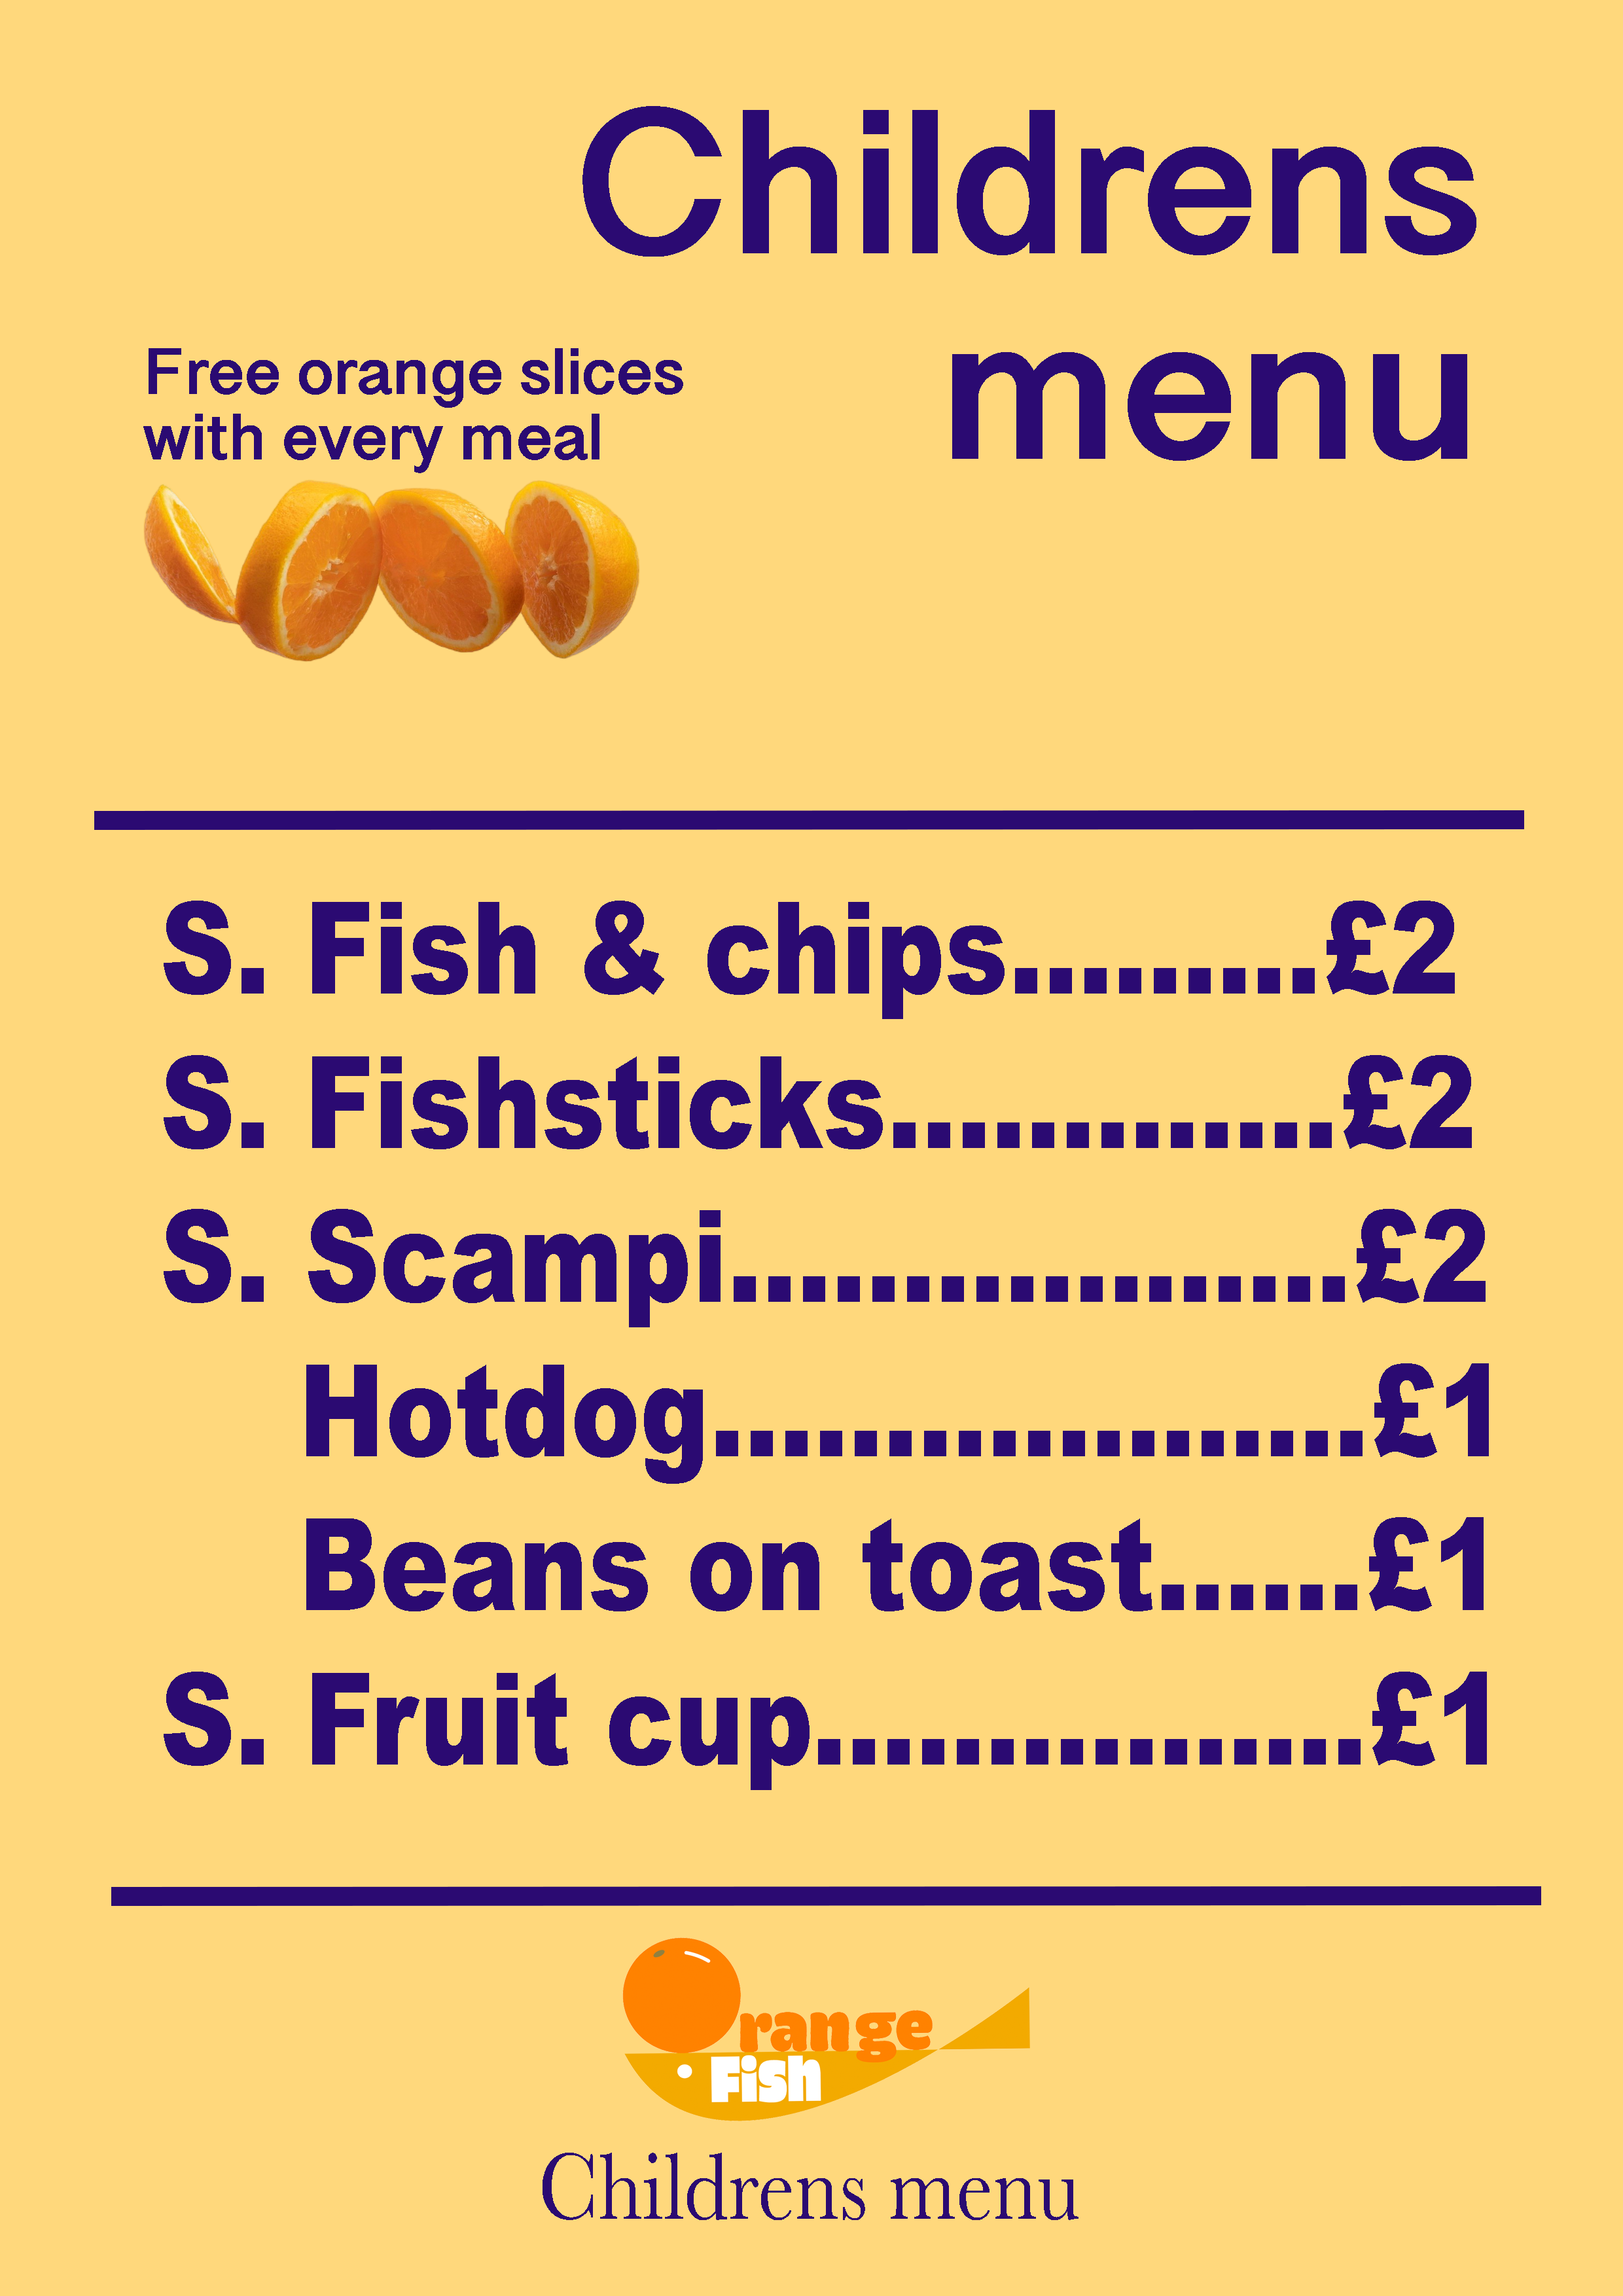 Childrens
menu
Free orange slices
with every meal
S. Fish & chips.........£2
S. Fishsticks.............£2
S. Scampi..................£2
Hotdog...................£1
Beans on toast......£1
S. Fruit cup................£1
Orange
Fish
Childrens menu